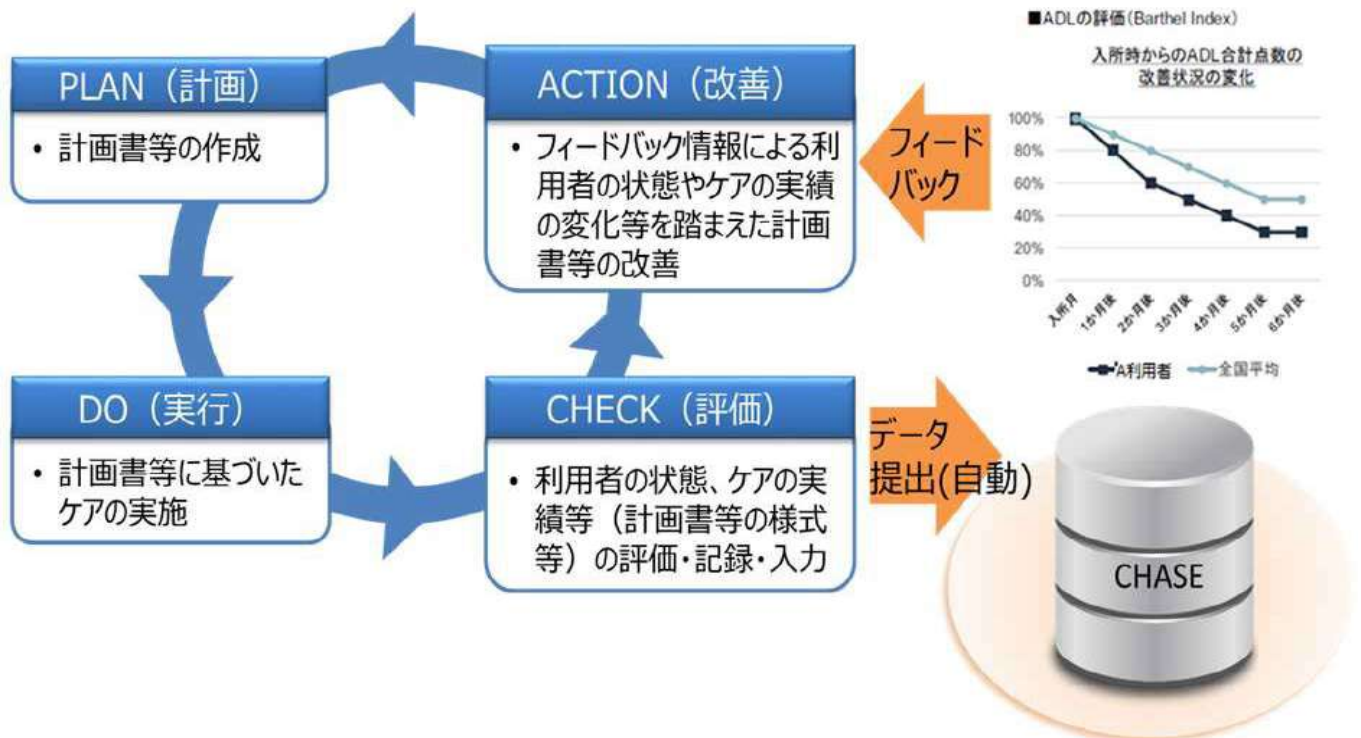 PLAN（計画）
• 計画書等の作成
ACTION（改善）
• フィードバック情報による利
用者の状態やケアの実績
の変化等を踏まえた計画
書等の改善
フィード
バック
■ADLの評価(Barthel Index)
入所時からのADL合計点数の
改善状況の変化
100%
80%
60%
40%
20%
0%
入所月
1か月後
2か月後
3か月後
4か月後
5か月後
6か月後
A利用者
全国平均
DO（実行）
• 計画書等に基づいた
ケアの実施
CHECK（評価）
• 利用者の状態、ケアの実
績等（計画書等の様式
等）の評価・記録・入力
データ
提出(自動)
CHASE